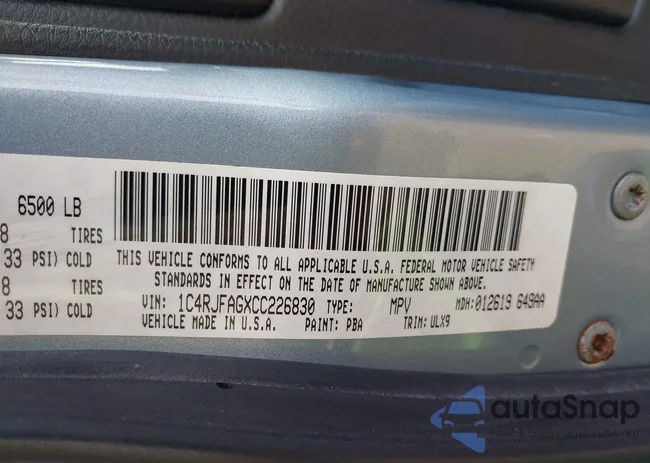 6500 LB
8 TIRES
33 PSI) COLD
8 TIRES
33 PSI) COLD
THIS VEHICLE CONFORMS TO ALL APPLICABLE U.S.A. FEDERAL MOTOR VEHICLE SAFETY
STANDARDS IN EFFECT ON THE DATE OF MANUFACTURE SHOWN ABOVE.
VIN: 1C4RJFAGXCC226830 TYPE: MPV MDH:012619 649AA
VEHICLE MADE IN U.S.A. PAINT: PBA TRIM: ULX9
autoSnap